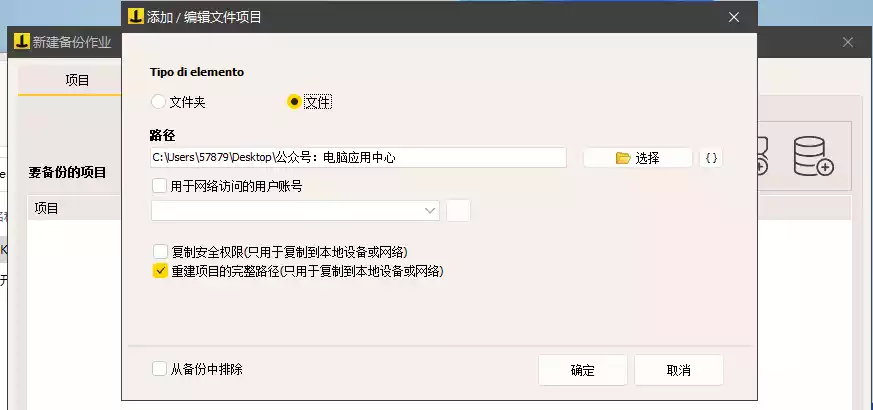 添加 / 编辑文件项目
新建备份作业
项目
Tipo di elemento
文件夹
文件
路径
C:\Users\57879\Desktop\公众号：电脑应用中心
选择
{}
要备份的项目
用于网络访问的用户账号
项目
复制安全权限(只用于复制到本地设备或网络)
重建项目的完整路径(只用于复制到本地设备或网络)
从备份中排除
确定
取消